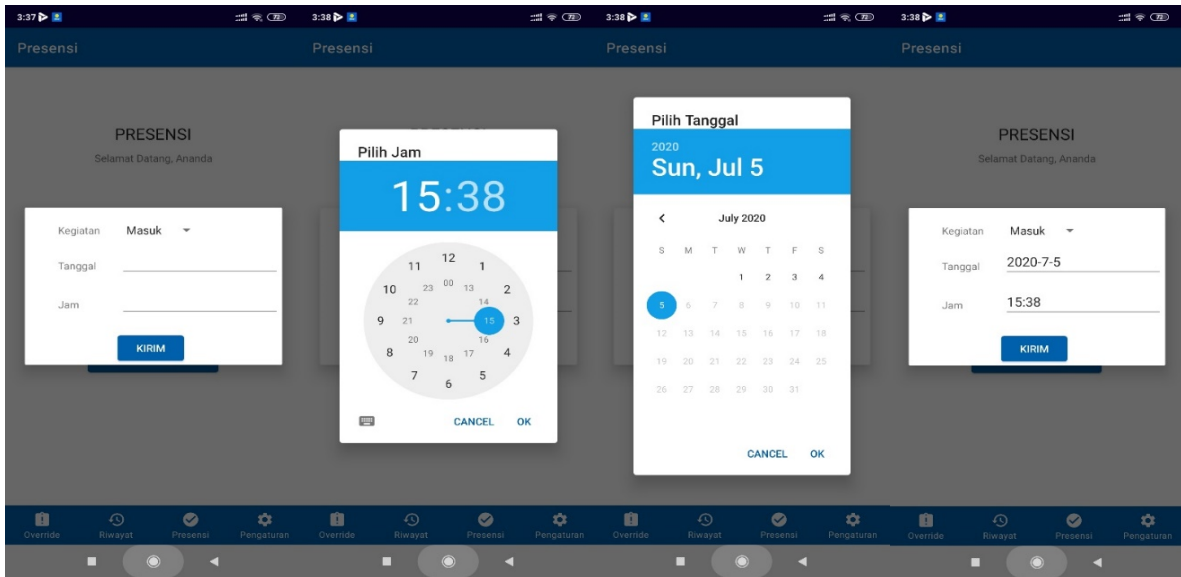 3:37
72
Presensi
PRESENSI
Selamat Datang, Ananda
Kegiatan Masuk
Tanggal
Jam
KIRIM
Override Riwayat Presensi Pengaturan
3:38
72
Presensi
Pilih Jam
15:38
12
11 1
00
23 13
10 2
22 14
9 21 15 3
20 16
8 19 17 4
18
7 5
6
CANCEL OK
Override Riwayat Presensi Pengaturan
3:38
72
Presensi
Pilih Tanggal
2020
Sun, Jul 5
July 2020
S M T W T F S
1 2 3 4
5 6 7 8 9 10 11
12 13 14 15 16 17 18
19 20 21 22 23 24 25
26 27 28 29 30 31
CANCEL OK
Override Riwayat Presensi Pengaturan
3:38
72
Presensi
PRESENSI
Selamat Datang, Ananda
Kegiatan Masuk
Tanggal 2020-7-5
Jam 15:38
KIRIM
Override Riwayat Presensi Pengaturan